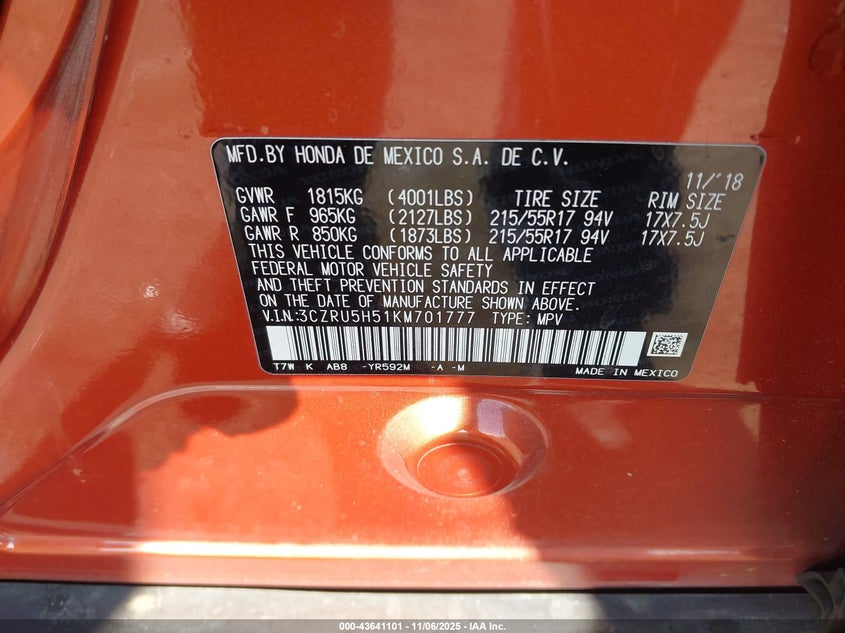 MFD.BY HONDA DE MEXICO S.A. DE C.V.
11/'18
GVWR 1815KG (4001LBS) TIRE SIZE RIM SIZE
GAWR F 965KG (2127LBS) 215/55R17 94V 17X7.5J
GAWR R 850KG (1873LBS) 215/55R17 94V 17X7.5J
THIS VEHICLE CONFORMS TO ALL APPLICABLE
FEDERAL MOTOR VEHICLE SAFETY
AND THEFT PREVENTION STANDARDS IN EFFECT
ON THE DATE OF MANUFACTURE SHOWN ABOVE.
V.I.N:3CZRU5H51KM701777 TYPE: MPV
T7W K AB8 -YR592M -A -M MADE IN MEXICO
000-43641101 - 11/06/2025 - IAA Inc.